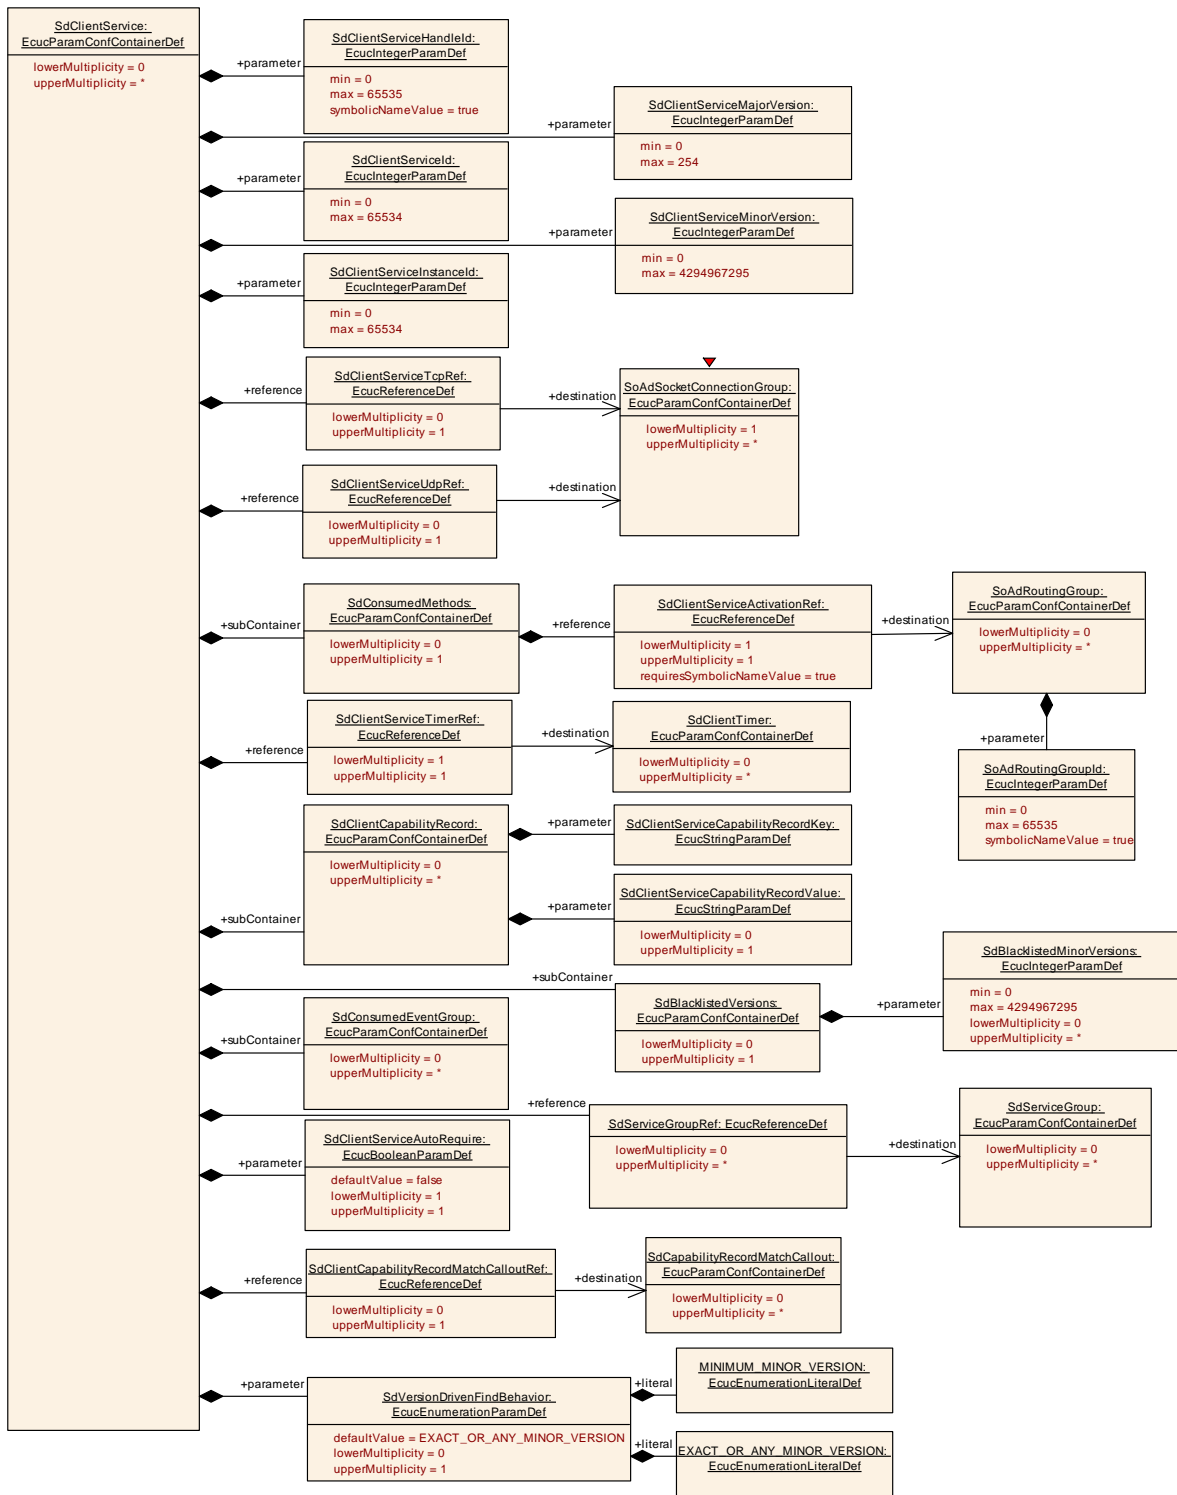 SdClientService:
EcucParamConfContainerDef
lowerMultiplicity = 0
upperMultiplicity = *
+parameter
SdClientServiceHandleId:
EcucIntegerParamDef
min = 0
max = 65535
symbolicNameValue = true
+parameter
SdClientServiceMajorVersion:
EcucIntegerParamDef
min = 0
max = 254
+parameter
SdClientServiceId:
EcucIntegerParamDef
min = 0
max = 65534
+parameter
SdClientServiceMinorVersion:
EcucIntegerParamDef
min = 0
max = 4294967295
+parameter
SdClientServiceInstanceId:
EcucIntegerParamDef
min = 0
max = 65534
+reference
SdClientServiceTcpRef:
EcucReferenceDef
lowerMultiplicity = 0
upperMultiplicity = 1
+destination
SoAdSocketConnectionGroup:
EcucParamConfContainerDef
lowerMultiplicity = 1
upperMultiplicity = *
+reference
SdClientServiceUdpRef:
EcucReferenceDef
lowerMultiplicity = 0
upperMultiplicity = 1
+destination
+subContainer
SdConsumedMethods:
EcucParamConfContainerDef
lowerMultiplicity = 0
upperMultiplicity = 1
+reference
SdClientServiceActivationRef:
EcucReferenceDef
lowerMultiplicity = 1
upperMultiplicity = 1
requiresSymbolicNameValue = true
+destination
SoAdRoutingGroup:
EcucParamConfContainerDef
lowerMultiplicity = 0
upperMultiplicity = *
+parameter
SoAdRoutingGroupId:
EcucIntegerParamDef
min = 0
max = 65535
symbolicNameValue = true
+reference
SdClientServiceTimerRef:
EcucReferenceDef
lowerMultiplicity = 1
upperMultiplicity = 1
+destination
SdClientTimer:
EcucParamConfContainerDef
lowerMultiplicity = 0
upperMultiplicity = *
+subContainer
SdClientCapabilityRecord:
EcucParamConfContainerDef
lowerMultiplicity = 0
upperMultiplicity = *
+parameter
SdClientServiceCapabilityRecordKey:
EcucStringParamDef
+parameter
SdClientServiceCapabilityRecordValue:
EcucStringParamDef
lowerMultiplicity = 0
upperMultiplicity = 1
+subContainer
SdBlacklistedVersions:
EcucParamConfContainerDef
lowerMultiplicity = 0
upperMultiplicity = 1
+parameter
SdBlacklistedMinorVersions:
EcucIntegerParamDef
min = 0
max = 4294967295
lowerMultiplicity = 0
upperMultiplicity = *
+subContainer
SdConsumedEventGroup:
EcucParamConfContainerDef
lowerMultiplicity = 0
upperMultiplicity = *
+reference
SdServiceGroupRef: EcucReferenceDef
lowerMultiplicity = 0
upperMultiplicity = *
+destination
SdServiceGroup:
EcucParamConfContainerDef
lowerMultiplicity = 0
upperMultiplicity = *
+parameter
SdClientServiceAutoRequire:
EcucBooleanParamDef
defaultValue = false
lowerMultiplicity = 1
upperMultiplicity = 1
+reference
SdClientCapabilityRecordMatchCalloutRef:
EcucReferenceDef
lowerMultiplicity = 0
upperMultiplicity = 1
+destination
SdCapabilityRecordMatchCallout:
EcucParamConfContainerDef
lowerMultiplicity = 0
upperMultiplicity = *
+parameter
SdVersionDrivenFindBehavior:
EcucEnumerationParamDef
defaultValue = EXACT_OR_ANY_MINOR_VERSION
lowerMultiplicity = 0
upperMultiplicity = 1
+literal
MINIMUM_MINOR_VERSION:
EcucEnumerationLiteralDef
+literal
EXACT_OR_ANY_MINOR_VERSION:
EcucEnumerationLiteralDef